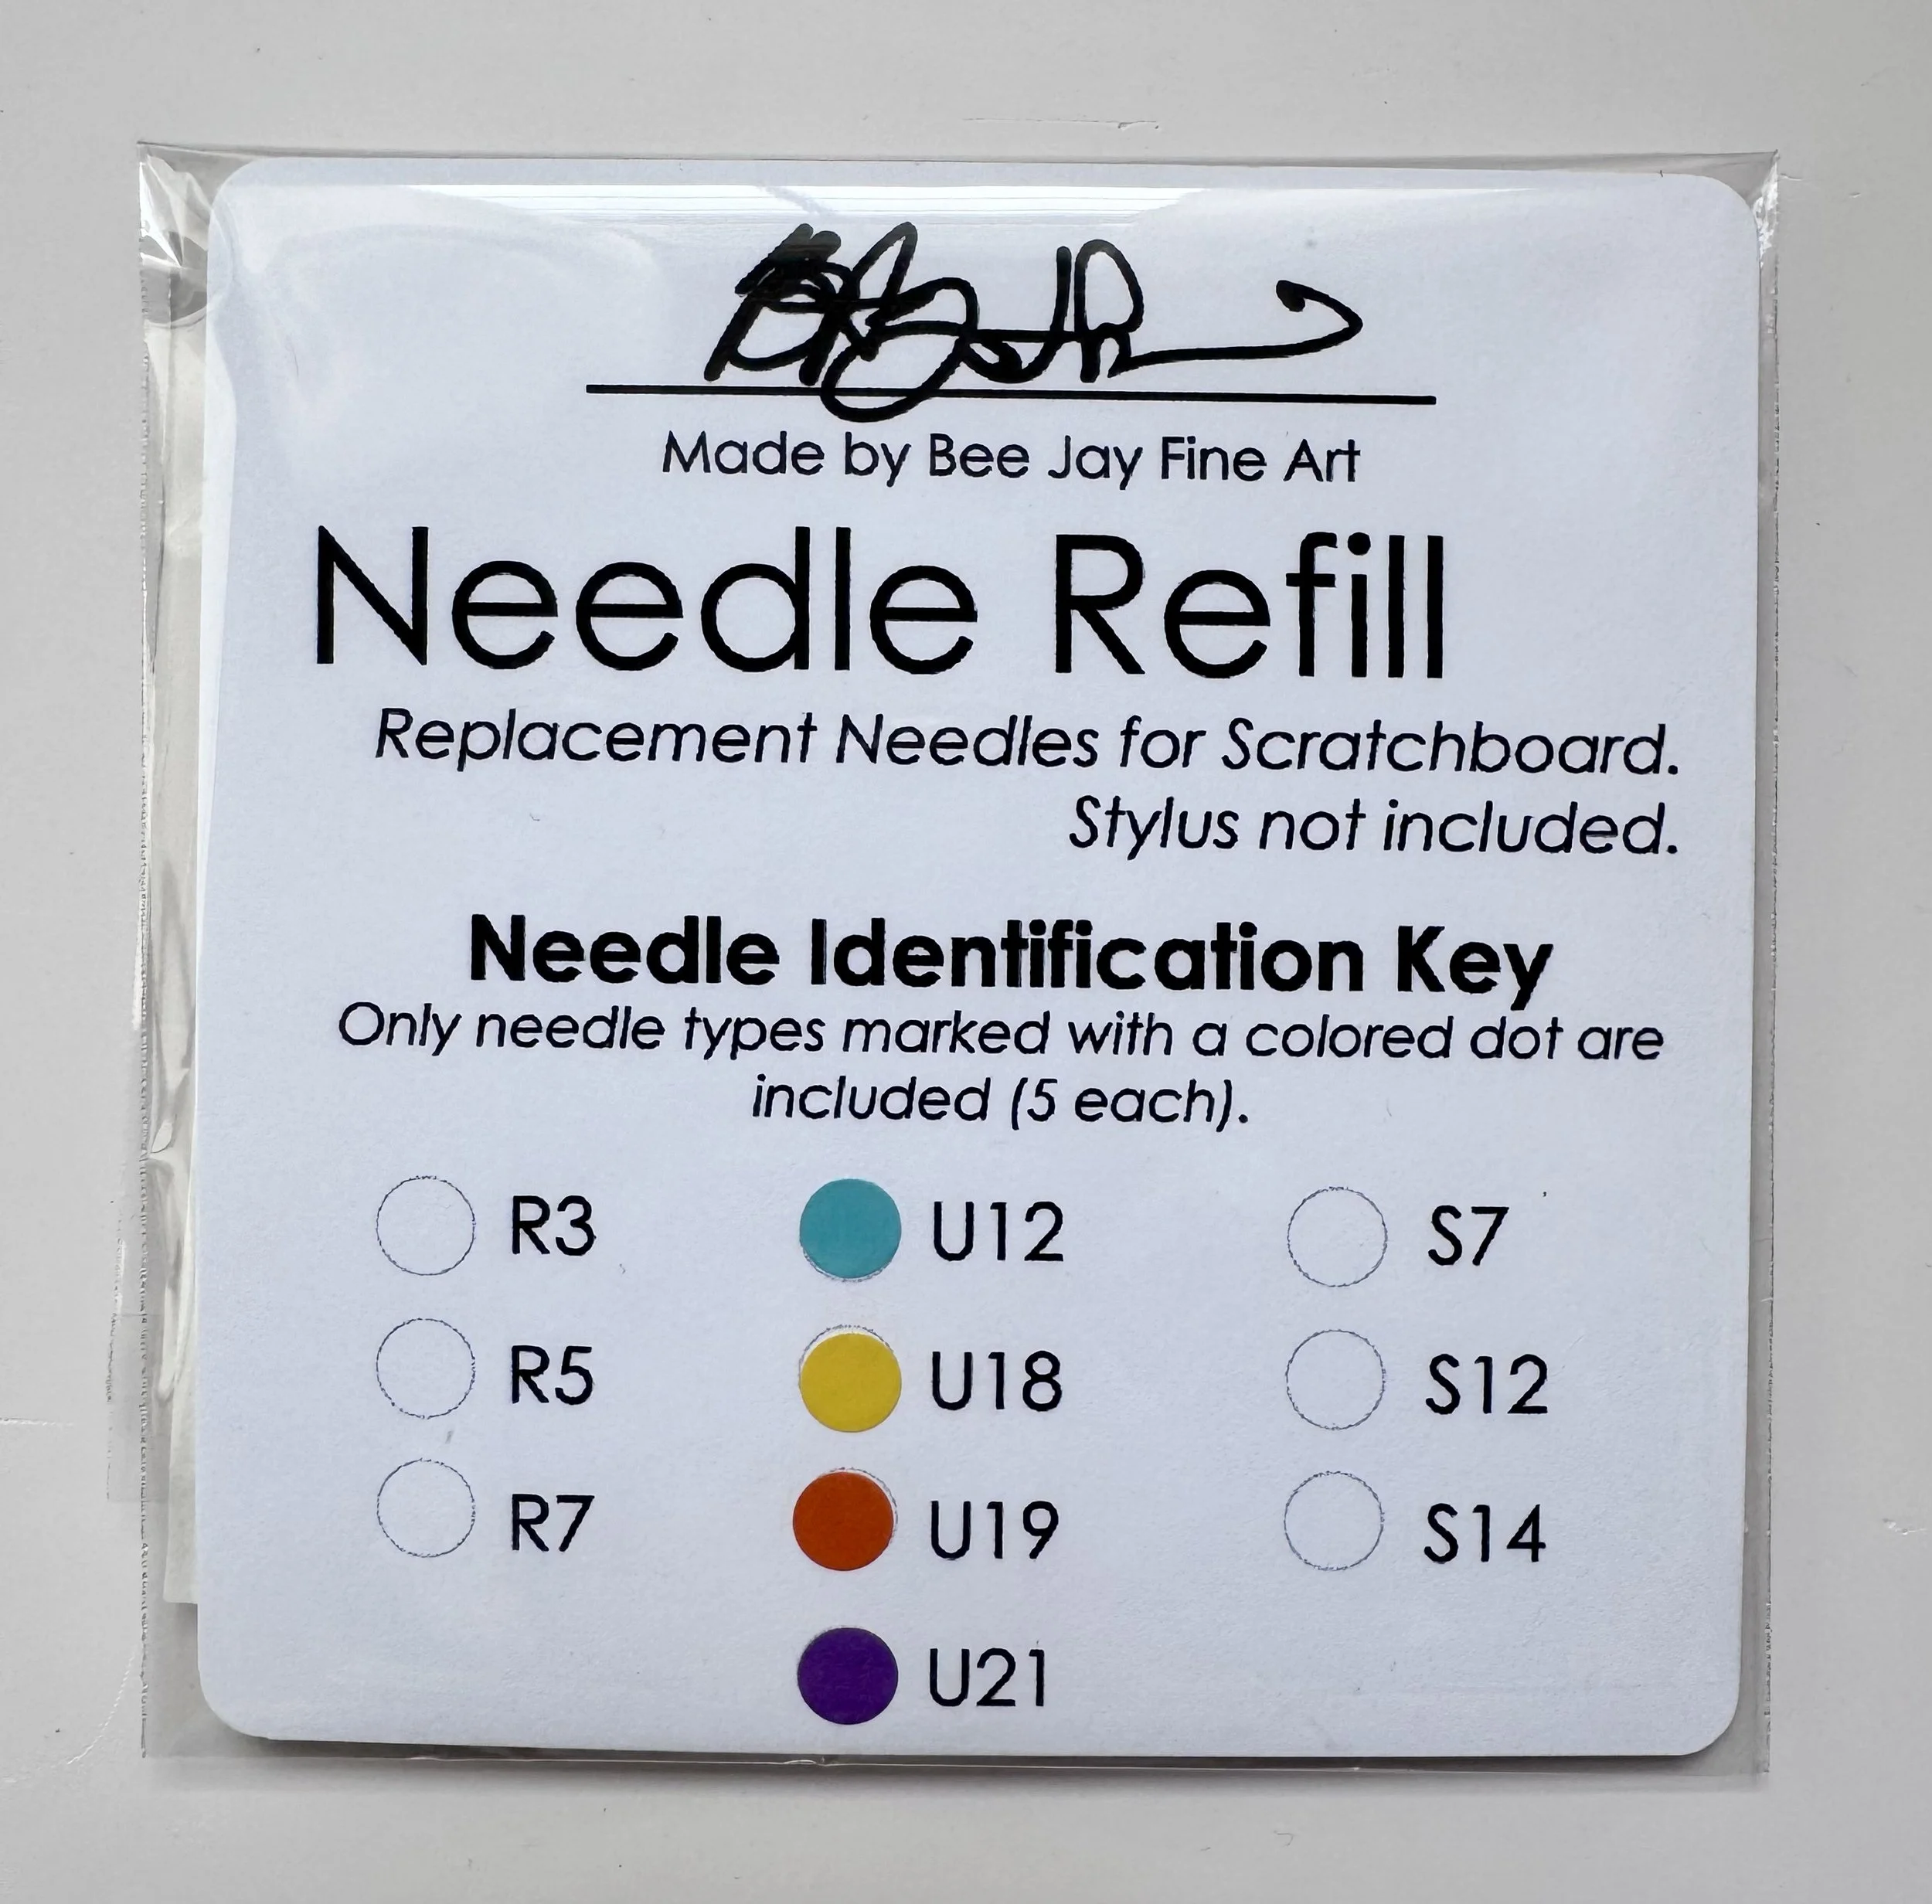 Made by Bee Jay Fine Art
Needle Refill
Replacement Needles for Scratchboard.
Stylus not included.
Needle Identification Key
Only needle types marked with a colored dot are
included (5 each).
R3 U12 S7
R5 U18 S12
R7 U19 S14
U21